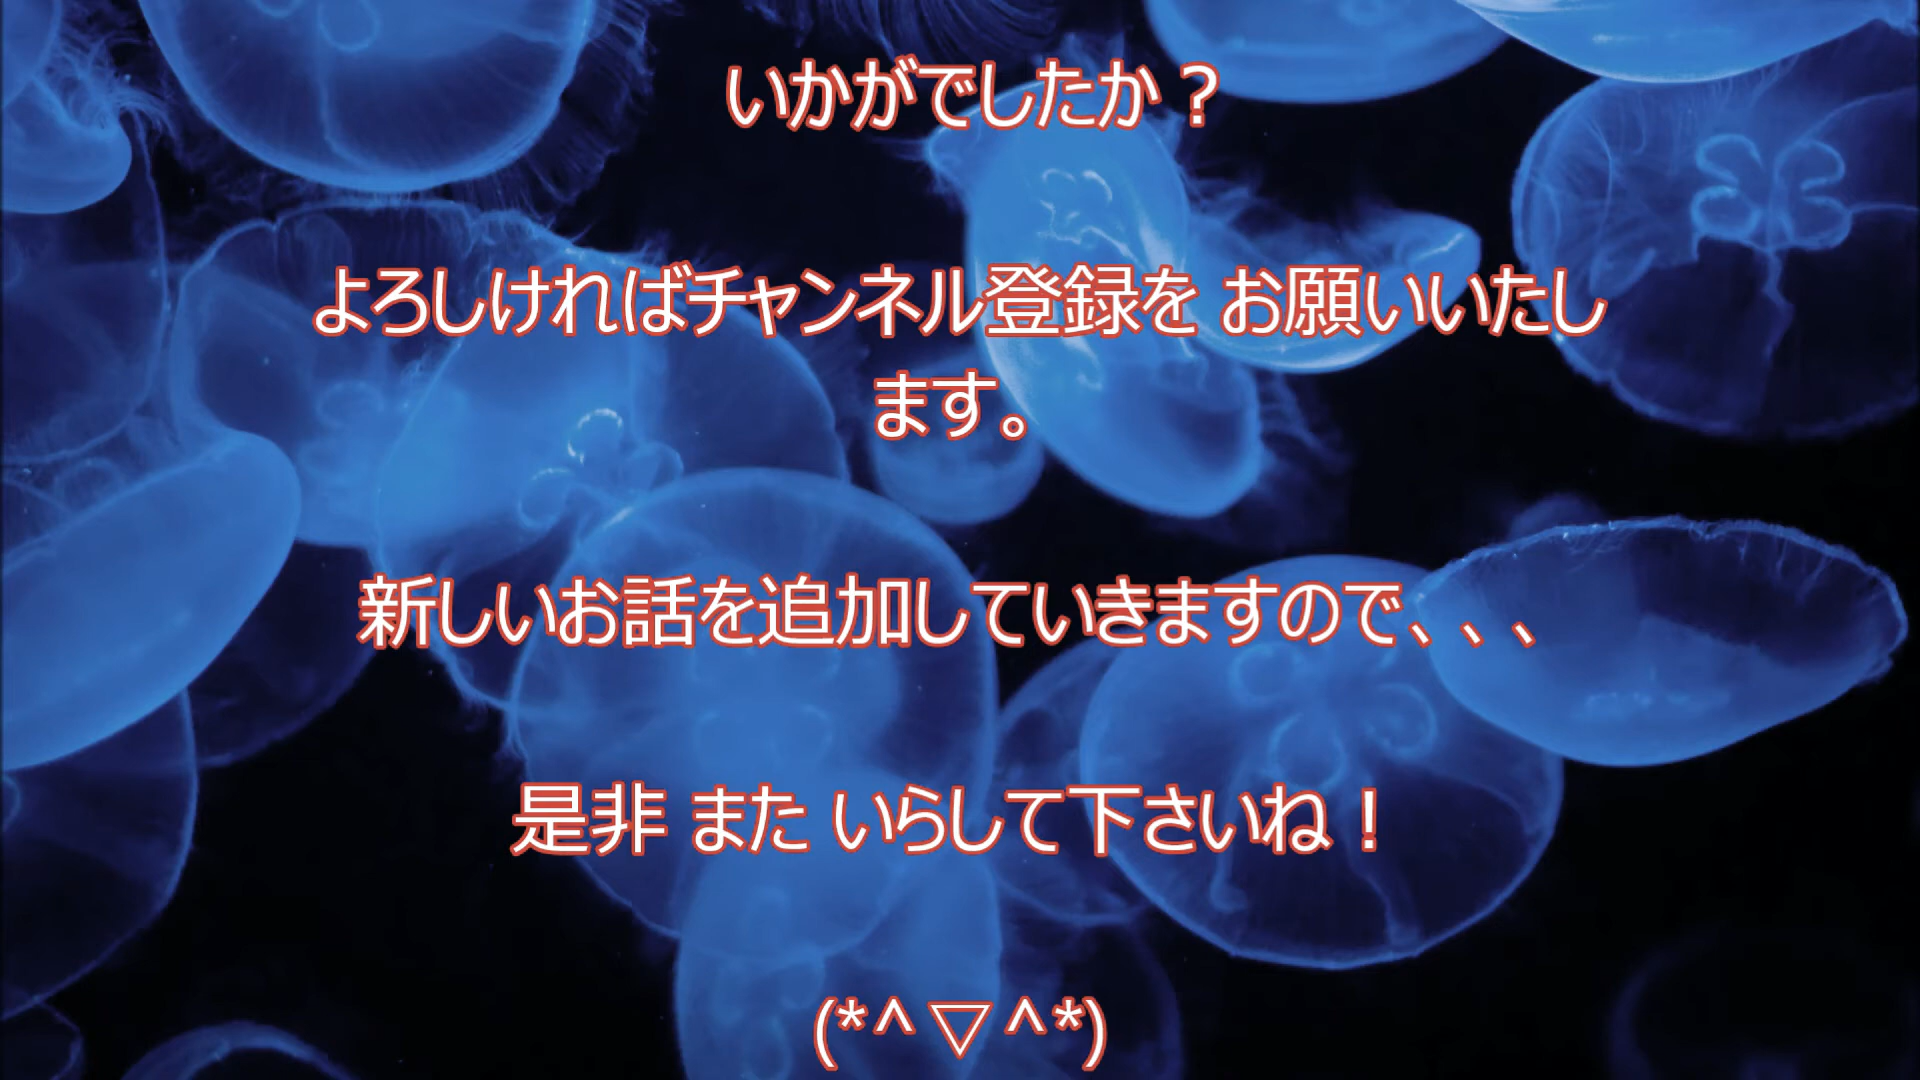 いかがでしたか？
よろしければチャンネル登録を お願いいたし
ます。
新しいお話を追加していきますので、、、
是非 また いらして下さいね！
(*^▽^*)